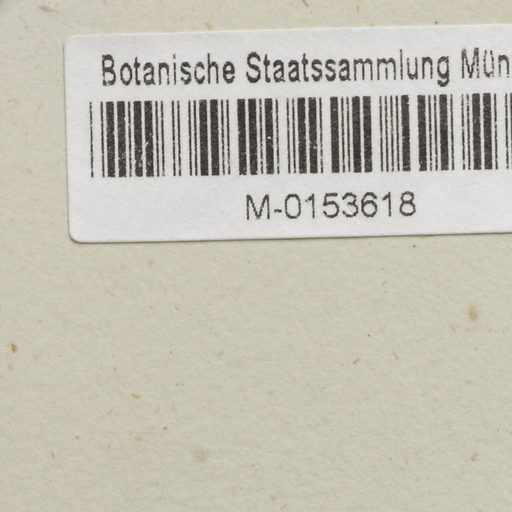 Botanische Staatssammlung Mün
M-0153618